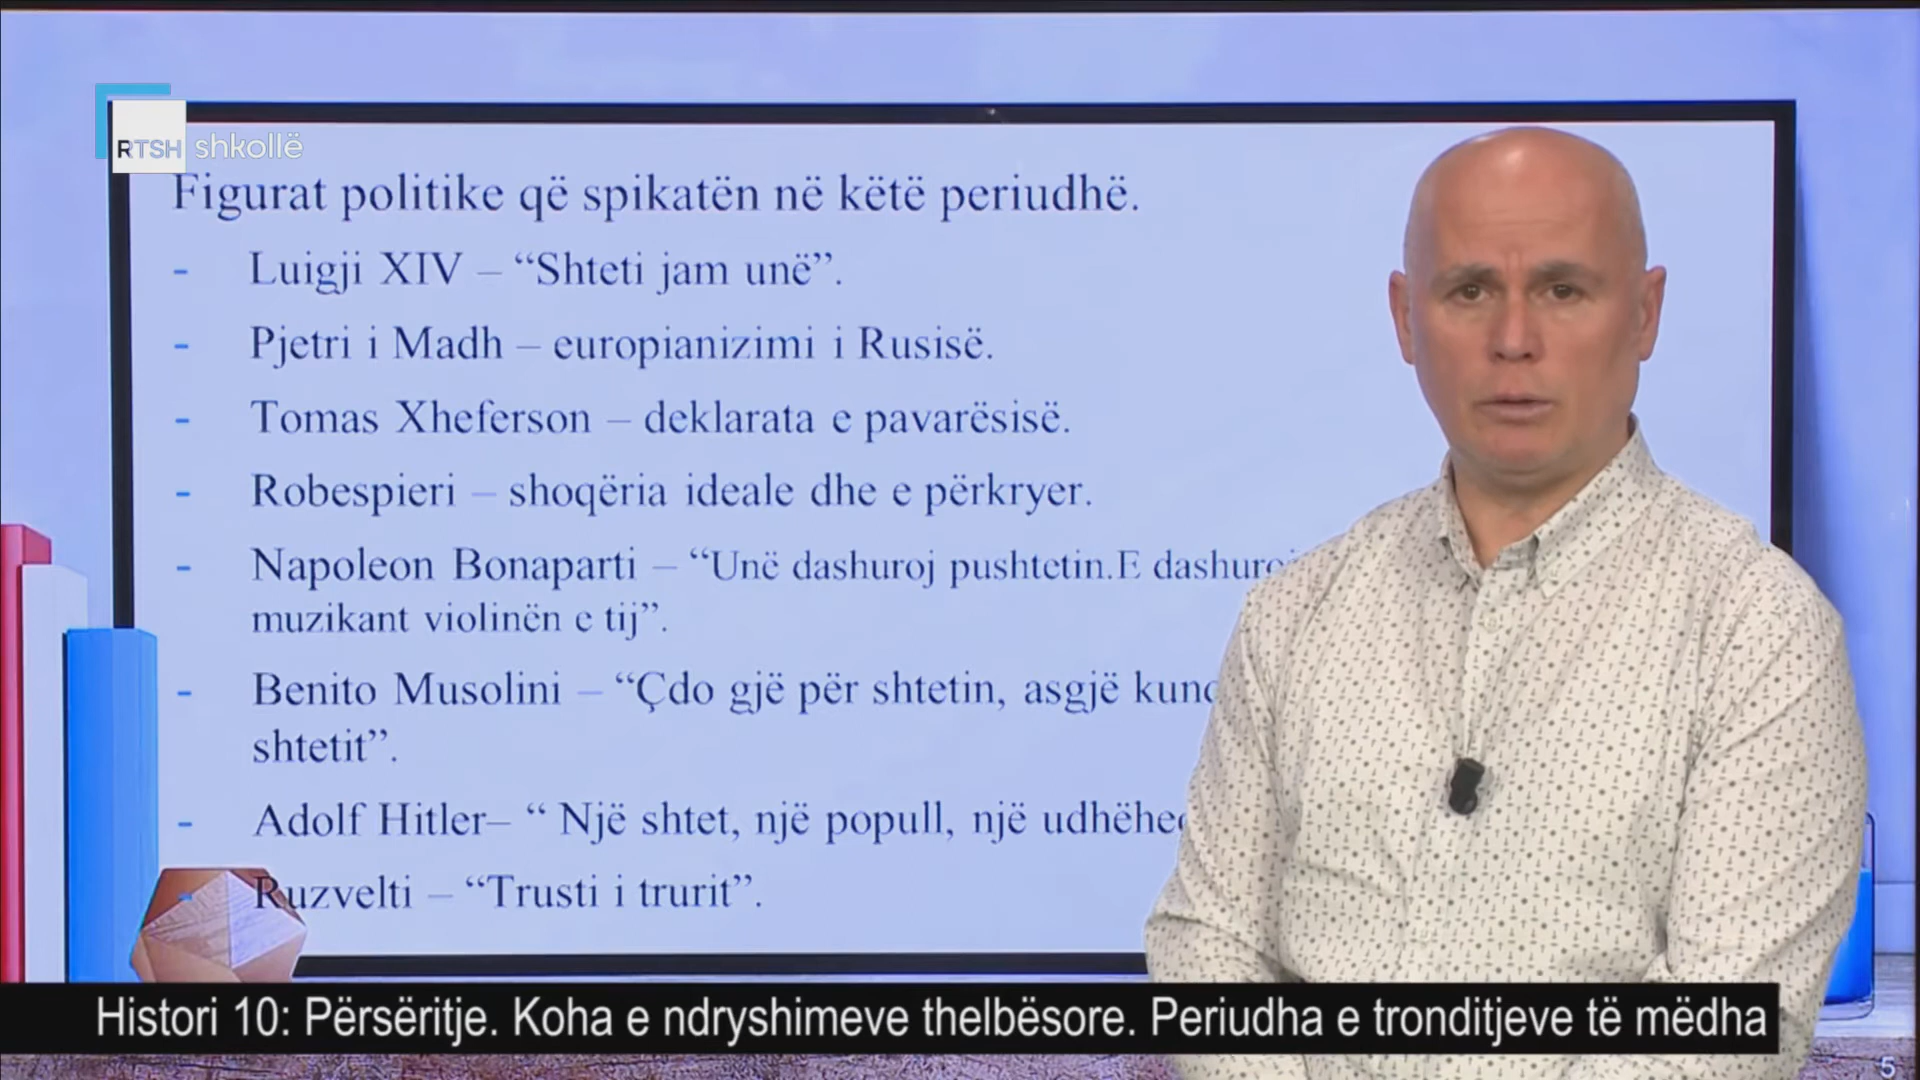 RTSH shkollë
Figurat politike që spikatën në këtë periudhë.
- Luigji XIV – “Shteti jam unë”.
- Pjetri i Madh – europianizimi i Rusisë.
- Tomas Xheferson – deklarata e pavarësisë.
- Robespieri – shoqëria ideale dhe e përkryer.
- Napoleon Bonaparti – “Unë dashuroj pushtetin.E
muzikant violinën e tij”.
- Benito Musolini – “Çdo gjë për shtetin, asgjë
shtetit”.
- Adolf Hitler– “ Një shtet, një popull, një
- Ruzvelti – “Trusti i trurit”.
Histori 10: Përsëritje. Koha e ndryshimeve thelbësore. Periudha e tronditjeve të mëdha
5